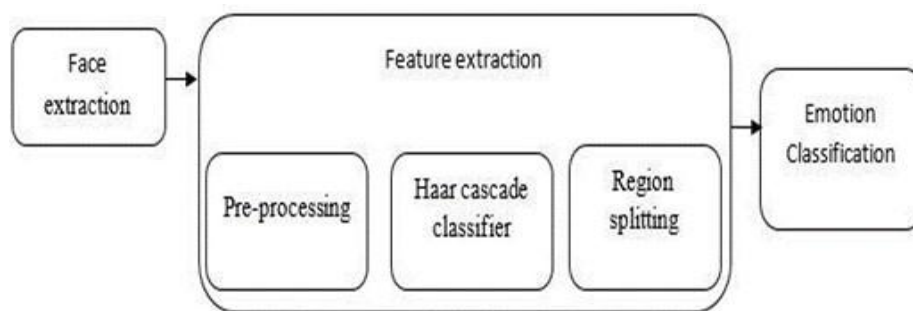 Face
extraction
Feature extraction
Pre-processing
Haar cascade
classifier
Region
splitting
Emotion
Classification